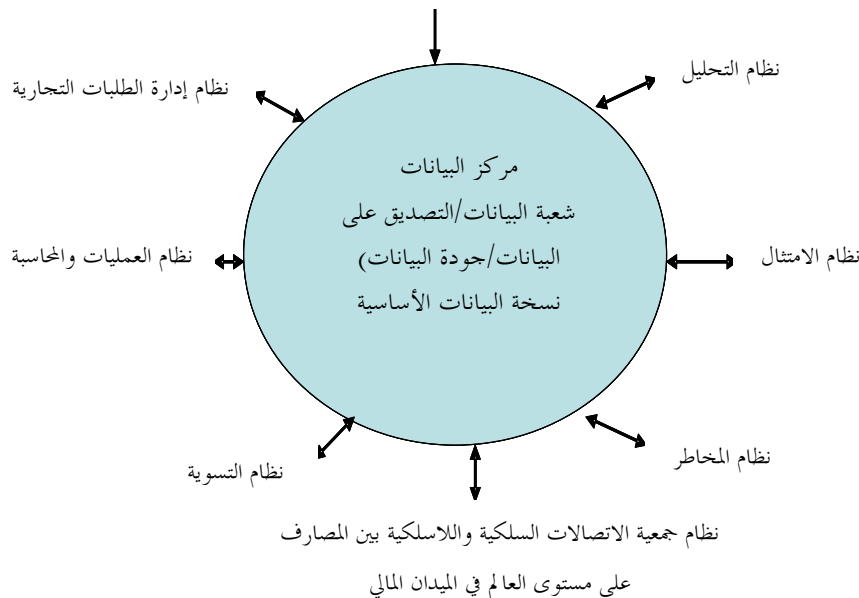 نظام التحليل
نظام إدارة الطلبات التجارية
مركز البيانات
شعبة البيانات/التصديق على
البيانات/جودة البيانات)
نسخة البيانات الأساسية
نظام الامتثال
نظام العمليات والمحاسبة
نظام المخاطر
نظام التسوية
نظام جمعية الاتصالات السلكية واللاسلكية بين المصارف
على مستوى العالم في الميدان المالي